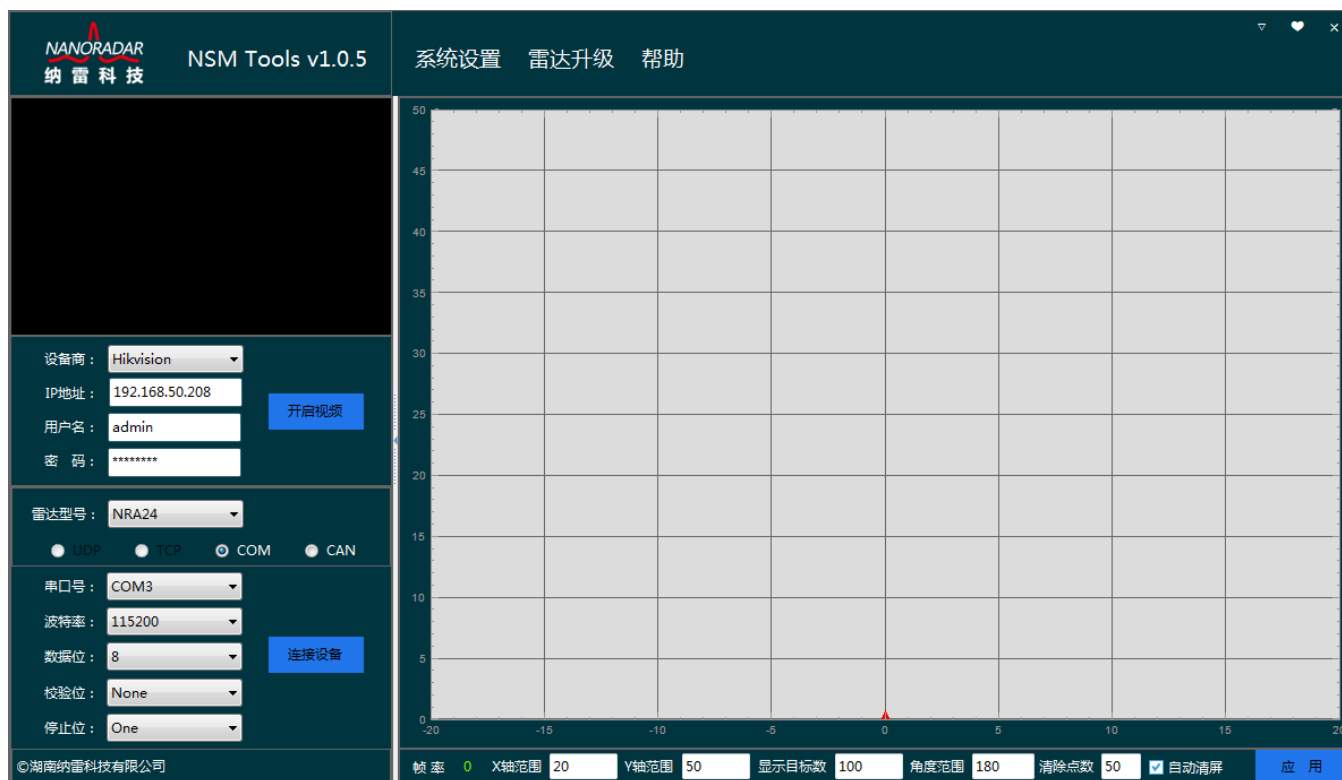 NANORADAR
纳雷科技
NSM Tools v1.0.5
系统设置 雷达升级 帮助
设备商： Hikvision
IP地址： 192.168.50.208
开启视频
用户名： admin
密 码： ********
雷达型号： NRA24
UDP TCP COM CAN
串口号： COM3
波特率： 115200
数据位： 8
连接设备
校验位： None
停止位： One
©湖南纳雷科技有限公司
50
45
40
35
30
25
20
15
10
5
0
-20 -15 -10 -5 0 5 10 15 20
帧 率 0 X轴范围 20 Y轴范围 50 显示目标数 100 角度范围 180 清除点数 50 自动清屏 应 用